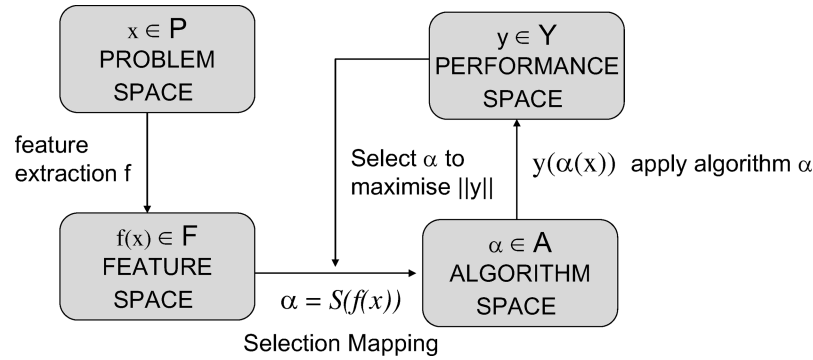 x ∈ P
PROBLEM
SPACE
y ∈ Y
PERFORMANCE
SPACE
feature
extraction f
Select α to
maximise ||y||
y(α(x)) apply algorithm α
f(x) ∈ F
FEATURE
SPACE
α = S(f(x))
Selection Mapping
α ∈ A
ALGORITHM
SPACE